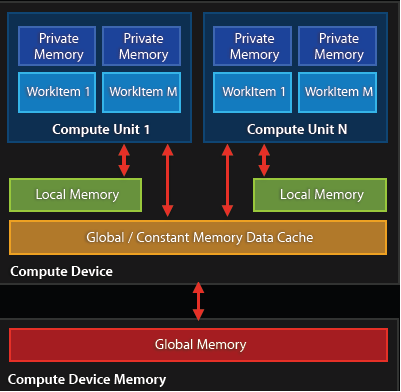 Private Memory
Private Memory
Private Memory
Private Memory
WorkItem 1
WorkItem M
WorkItem 1
WorkItem M
Compute Unit 1
Compute Unit N
Local Memory
Local Memory
Global / Constant Memory Data Cache
Compute Device
Global Memory
Compute Device Memory